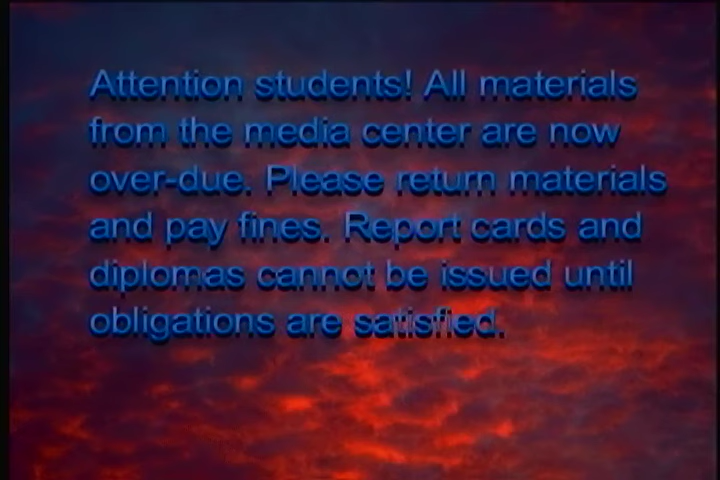 Attention students! All materials
from the media center are now
over-due. Please return materials
and pay fines. Report cards and
diplomas cannot be issued until
obligations are satisfied.